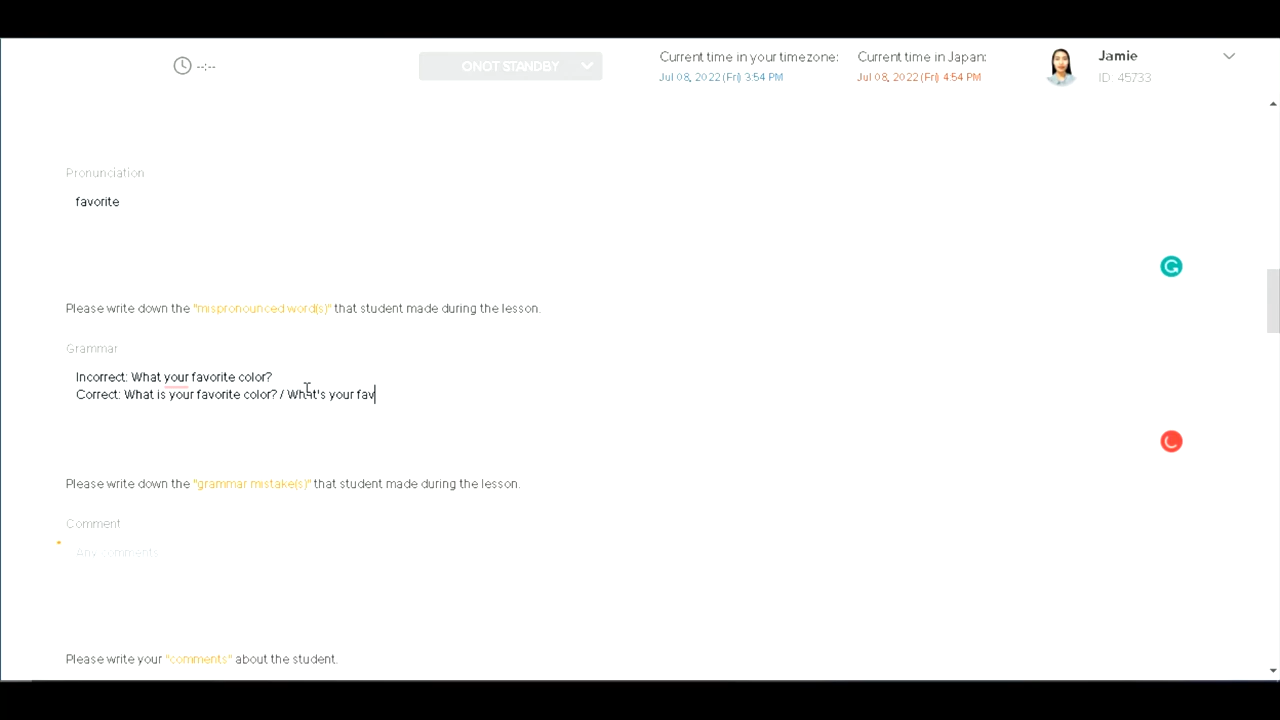 --:--
ONOT STANDBY
Current time in your timezone:
Jul 08, 2022 (Fri) 3:54 PM
Current time in Japan:
Jul 08, 2022 (Fri) 4:54 PM
Jamie
ID: 45733
Pronunciation
favorite
Please write down the "mispronounced word(s)" that student made during the lesson.
Grammar
Incorrect: What your favorite color?
Correct: What is your favorite color? / What's your fav
Please write down the "grammar mistake(s)" that student made during the lesson.
Comment
Any comments
Please write your "comments" about the student.